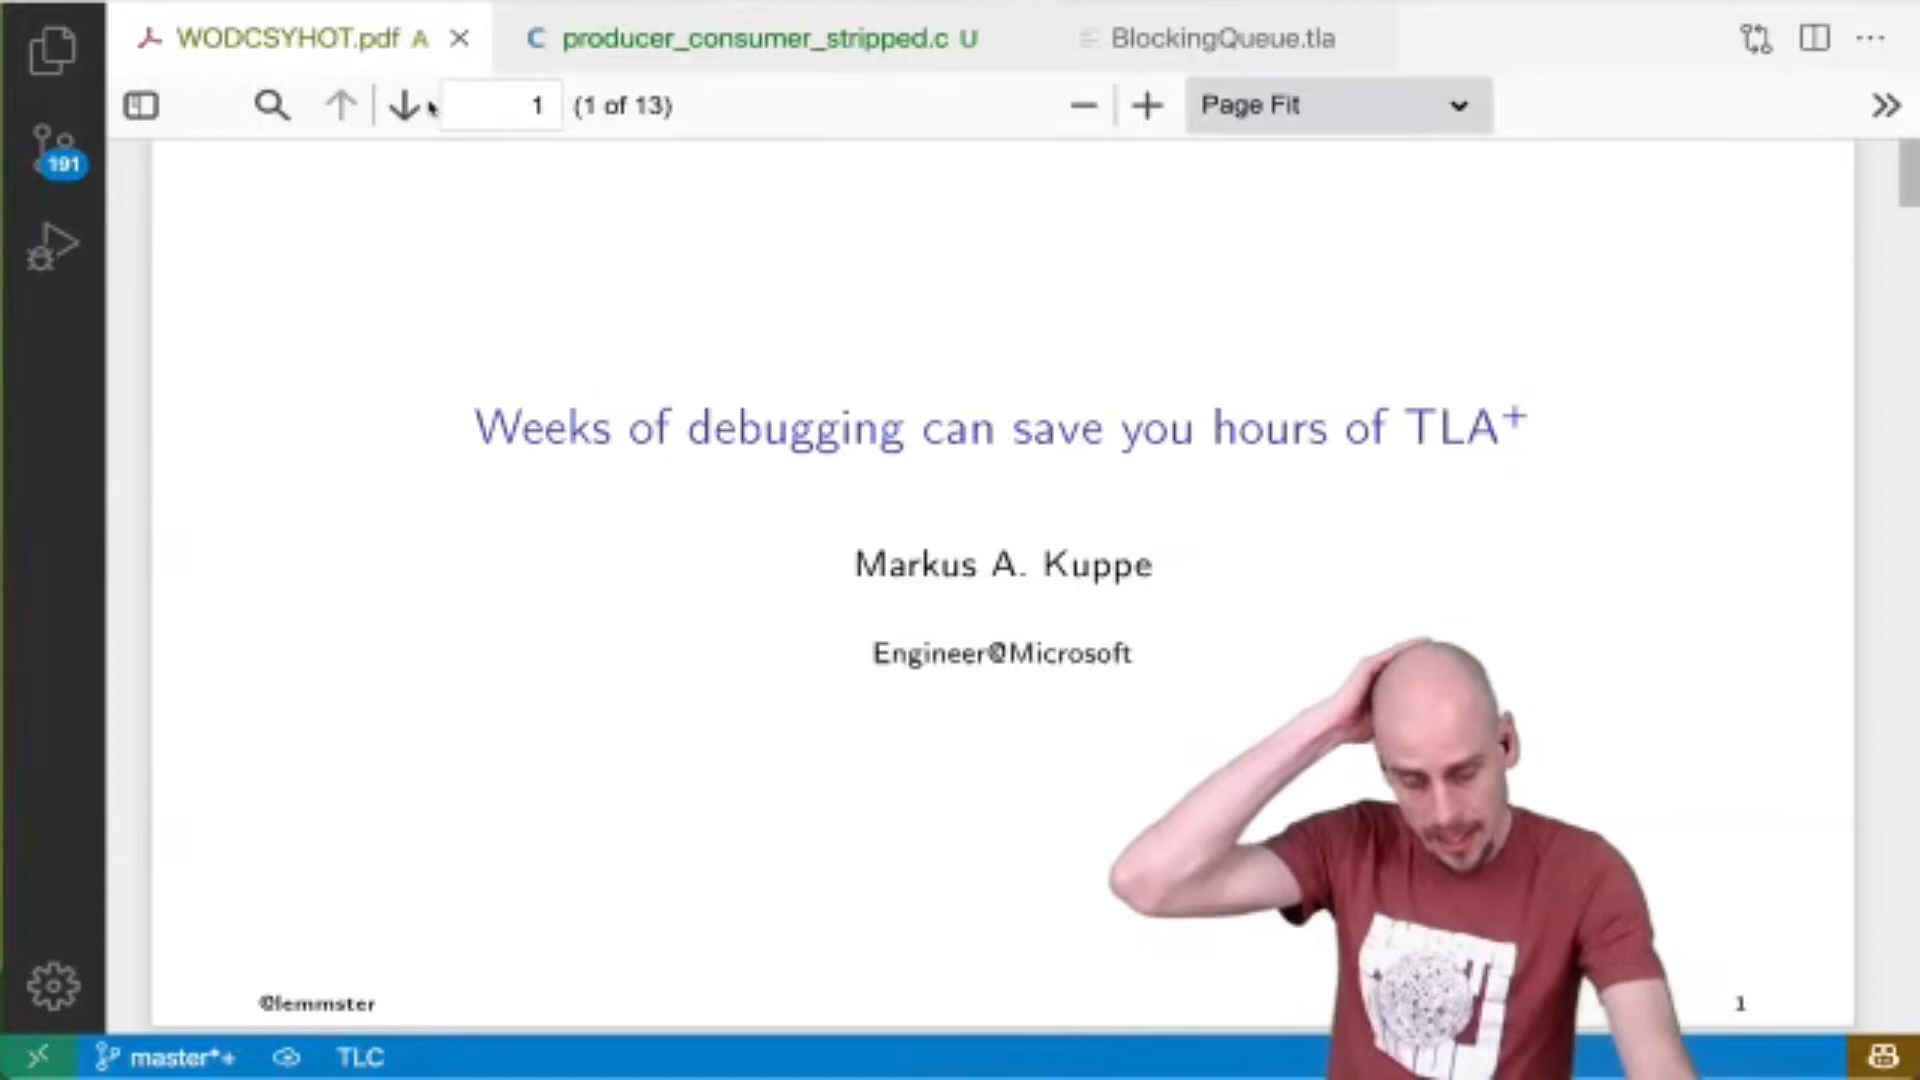 WODCSYHOT.pdf A
producer_consumer_stripped.c U
BlockingQueue.tla
1 (1 of 13)
Page Fit
191
Weeks of debugging can save you hours of TLA+
Markus A. Kuppe
Engineer@Microsoft
@lemmster
1
master*+
TLC